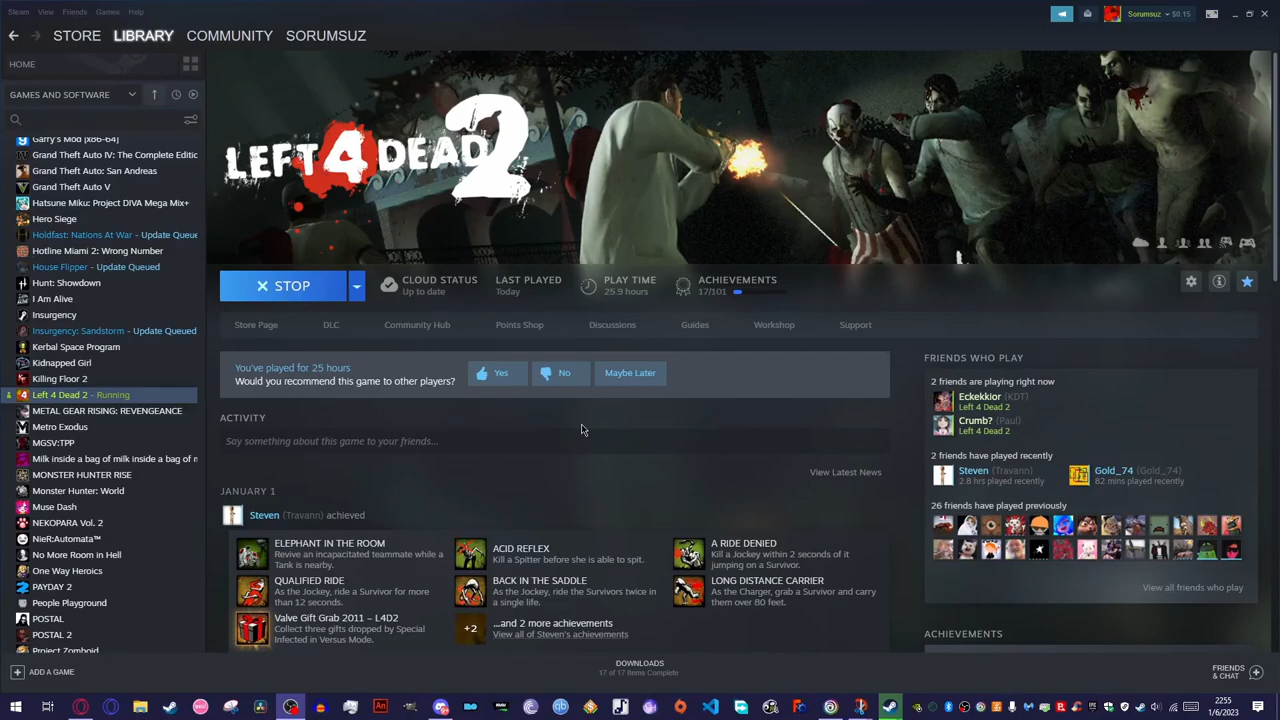 Steam View Friends Games Help
Sorumsuz $0.15
STORE LIBRARY COMMUNITY SORUMSUZ
HOME
GAMES AND SOFTWARE
Garry's Mod (x86-64)
Grand Theft Auto IV: The Complete Editio
Grand Theft Auto: San Andreas
Grand Theft Auto V
Hatsune Miku: Project DIVA Mega Mix+
Hero Siege
Holdfast: Nations At War - Update Queue
Hotline Miami 2: Wrong Number
House Flipper - Update Queued
Hunt: Showdown
I Am Alive
Insurgency
Insurgency: Sandstorm - Update Queued
Kerbal Space Program
Kidnapped Girl
Killing Floor 2
Left 4 Dead 2 - Running
METAL GEAR RISING: REVENGEANCE
Metro Exodus
MGSV:TPP
Milk inside a bag of milk inside a bag of m
MONSTER HUNTER RISE
Monster Hunter: World
Muse Dash
NEKOPARA Vol. 2
NieR:Automata™
No More Room in Hell
One Way Heroics
PAYDAY 2
People Playground
POSTAL
POSTAL 2
Project Zomboid
ADD A GAME
LEFT 4 DEAD 2
STOP
CLOUD STATUS
Up to date
LAST PLAYED
Today
PLAY TIME
25.9 hours
ACHIEVEMENTS
17/101
Store Page DLC Community Hub Points Shop Discussions Guides Workshop Support
You've played for 25 hours
Would you recommend this game to other players?
Yes No Maybe Later
ACTIVITY
Say something about this game to your friends...
View Latest News
JANUARY 1
Steven (Travann) achieved
ELEPHANT IN THE ROOM
Revive an incapacitated teammate while a
Tank is nearby.
ACID REFLEX
Kill a Spitter before she is able to spit.
A RIDE DENIED
Kill a Jockey within 2 seconds of it
jumping on a Survivor.
QUALIFIED RIDE
As the Jockey, ride a Survivor for more
than 12 seconds.
BACK IN THE SADDLE
As the Jockey, ride the Survivors twice in
a single life.
LONG DISTANCE CARRIER
As the Charger, grab a Survivor and carry
them over 80 feet.
Valve Gift Grab 2011 – L4D2
Collect three gifts dropped by Special
Infected in Versus Mode.
+2
...and 2 more achievements
View all of Steven's achievements
FRIENDS WHO PLAY
2 friends are playing right now
Eckekkior (KDT)
Left 4 Dead 2
Crumb? (Paul)
Left 4 Dead 2
2 friends have played recently
Steven (Travann)
2.8 hrs played recently
Gold_74 (Gold_74)
82 mins played recently
26 friends have played previously
View all friends who play
ACHIEVEMENTS
DOWNLOADS
17 of 17 Items Complete
FRIENDS
& CHAT
2255
1/6/2023